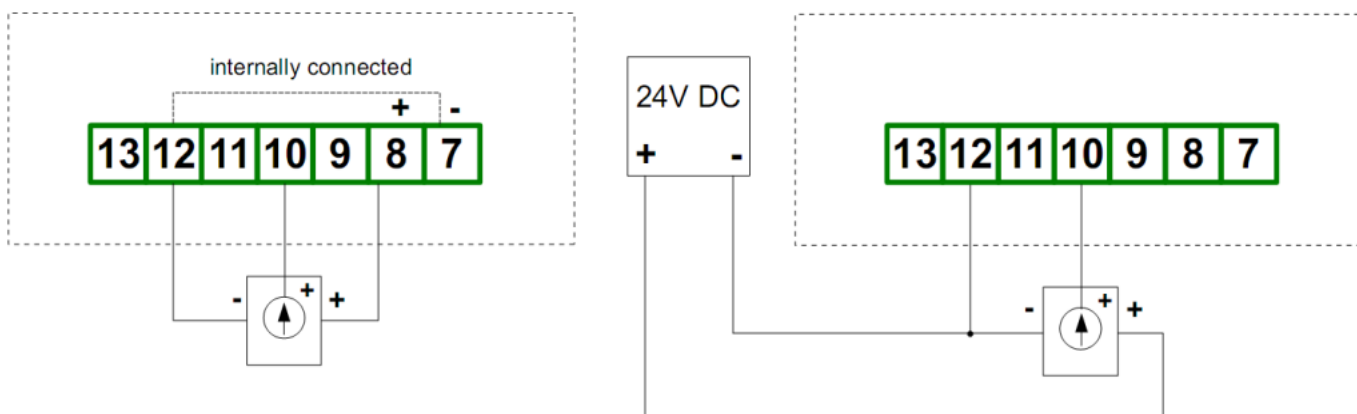 internally connected
+ -
13 12 11 10 9 8 7
- + +
24V DC
+ -
13 12 11 10 9 8 7
- + +